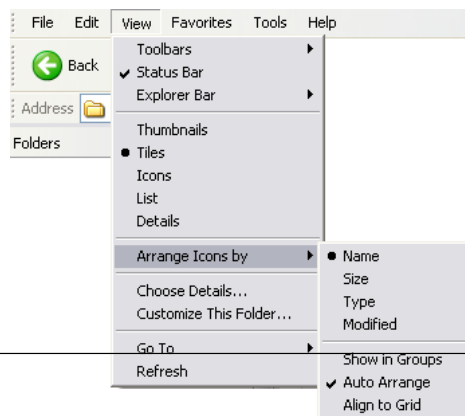 File Edit View Favorites Tools Help
Back
Address
Folders
Toolbars
Status Bar
Explorer Bar
Thumbnails
Tiles
Icons
List
Details
Arrange Icons by
Choose Details...
Customize This Folder...
Go To
Refresh
Name
Size
Type
Modified
Show in Groups
Auto Arrange
Align to Grid